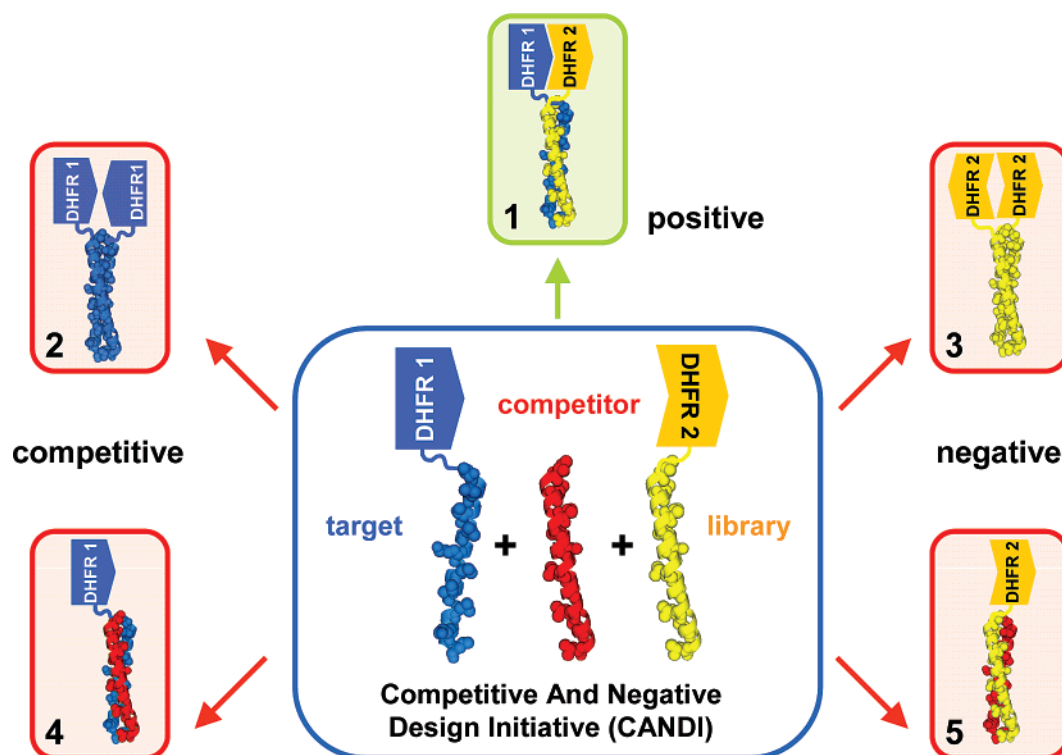 DHFR 1
DHFR 2
1
positive
DHFR 1
DHFR1
2
DHFR 2
DHFR 2
3
competitive
negative
DHFR 1
competitor
DHFR 2
target
+
+
library
Competitive And Negative
Design Initiative (CANDI)
DHFR 1
4
DHFR 2
5